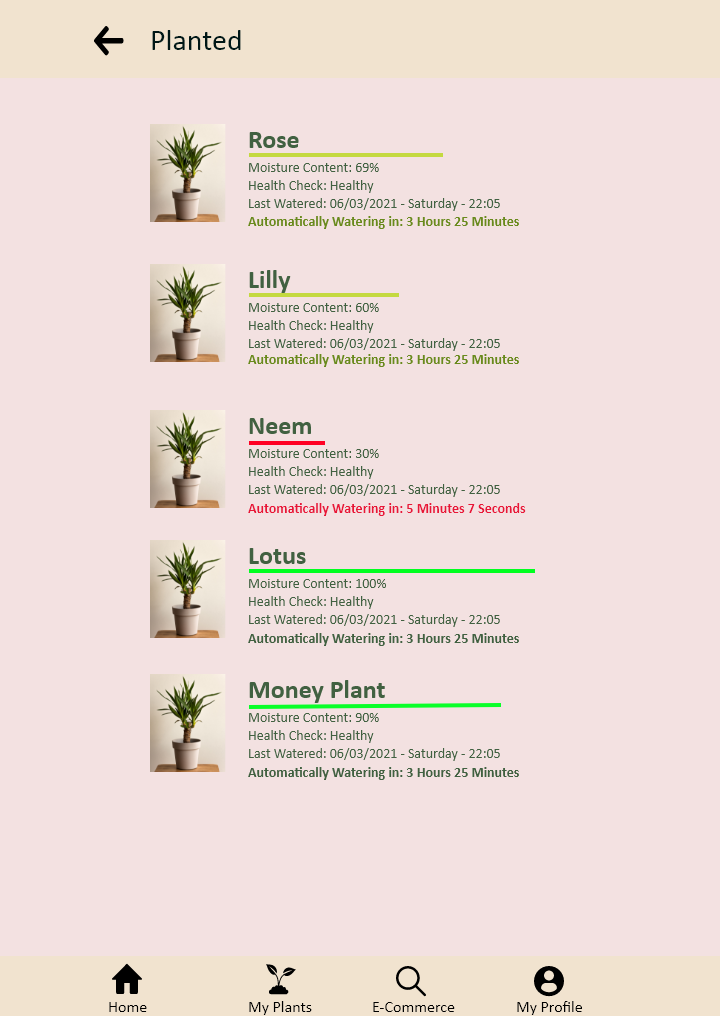 Planted
Rose
Moisture Content: 69%
Health Check: Healthy
Last Watered: 06/03/2021 - Saturday - 22:05
Automatically Watering in: 3 Hours 25 Minutes
Lilly
Moisture Content: 60%
Health Check: Healthy
Last Watered: 06/03/2021 - Saturday - 22:05
Automatically Watering in: 3 Hours 25 Minutes
Neem
Moisture Content: 30%
Health Check: Healthy
Last Watered: 06/03/2021 - Saturday - 22:05
Automatically Watering in: 5 Minutes 7 Seconds
Lotus
Moisture Content: 100%
Health Check: Healthy
Last Watered: 06/03/2021 - Saturday - 22:05
Automatically Watering in: 3 Hours 25 Minutes
Money Plant
Moisture Content: 90%
Health Check: Healthy
Last Watered: 06/03/2021 - Saturday - 22:05
Automatically Watering in: 3 Hours 25 Minutes
Home My Plants E-Commerce My Profile